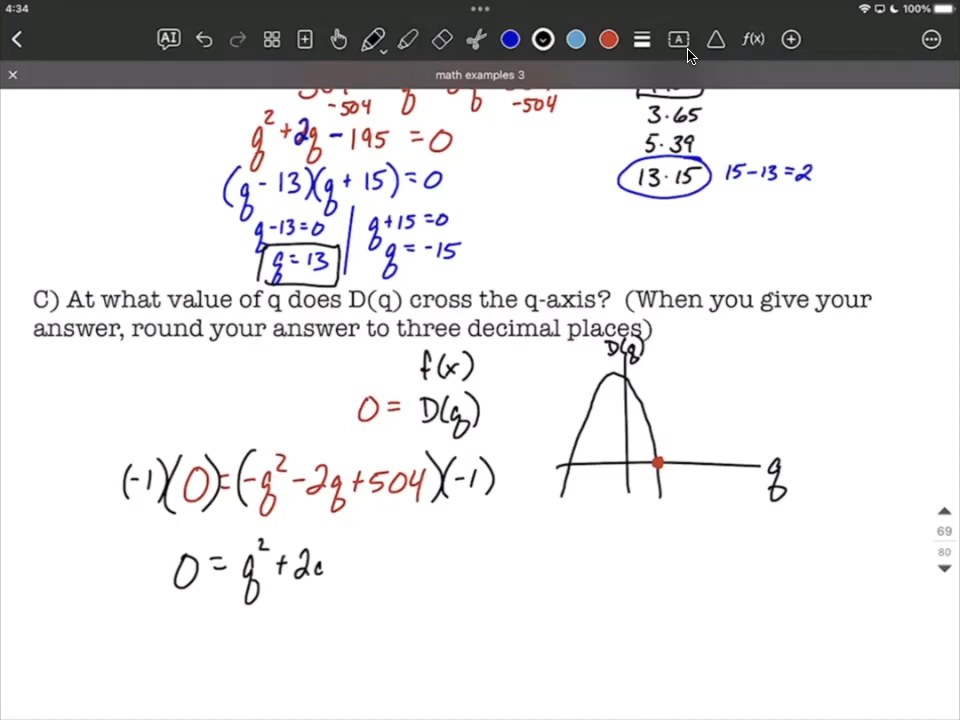 4:34
100%
AI
A
f(x)
math examples 3
-504 q -504
3·65
q² + 2q - 195 = 0
5·39
(q - 13)(q + 15) = 0
13·15 15-13=2
q-13=0 q+15=0
q=13 q = -15
C) At what value of q does D(q) cross the q-axis? (When you give your
answer, round your answer to three decimal places)
D(q)
f(x)
0 = D(q)
q
(-1)(0)=(-q² - 2q + 504)(-1)
69
80
0 = q² + 2